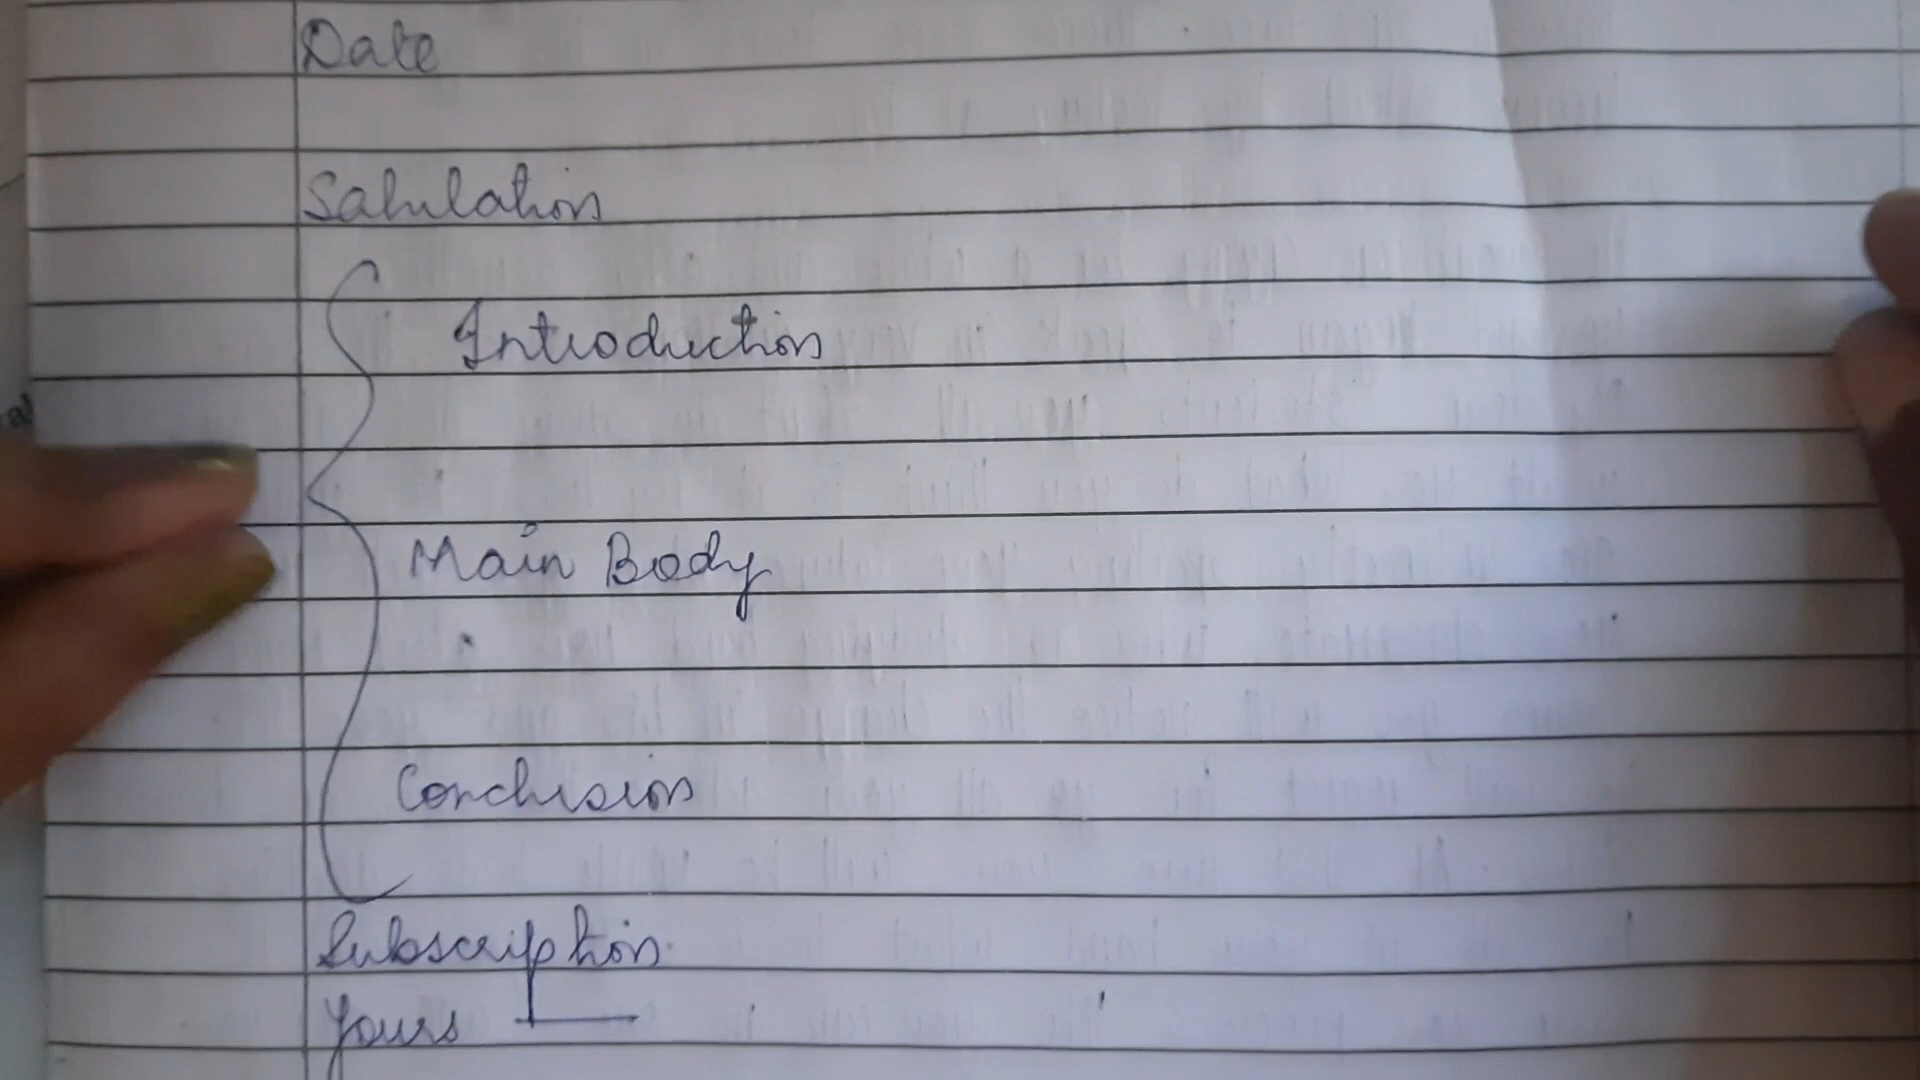 Date
Salutation
Introduction
Main Body
Conclusion
Subscription
Yours